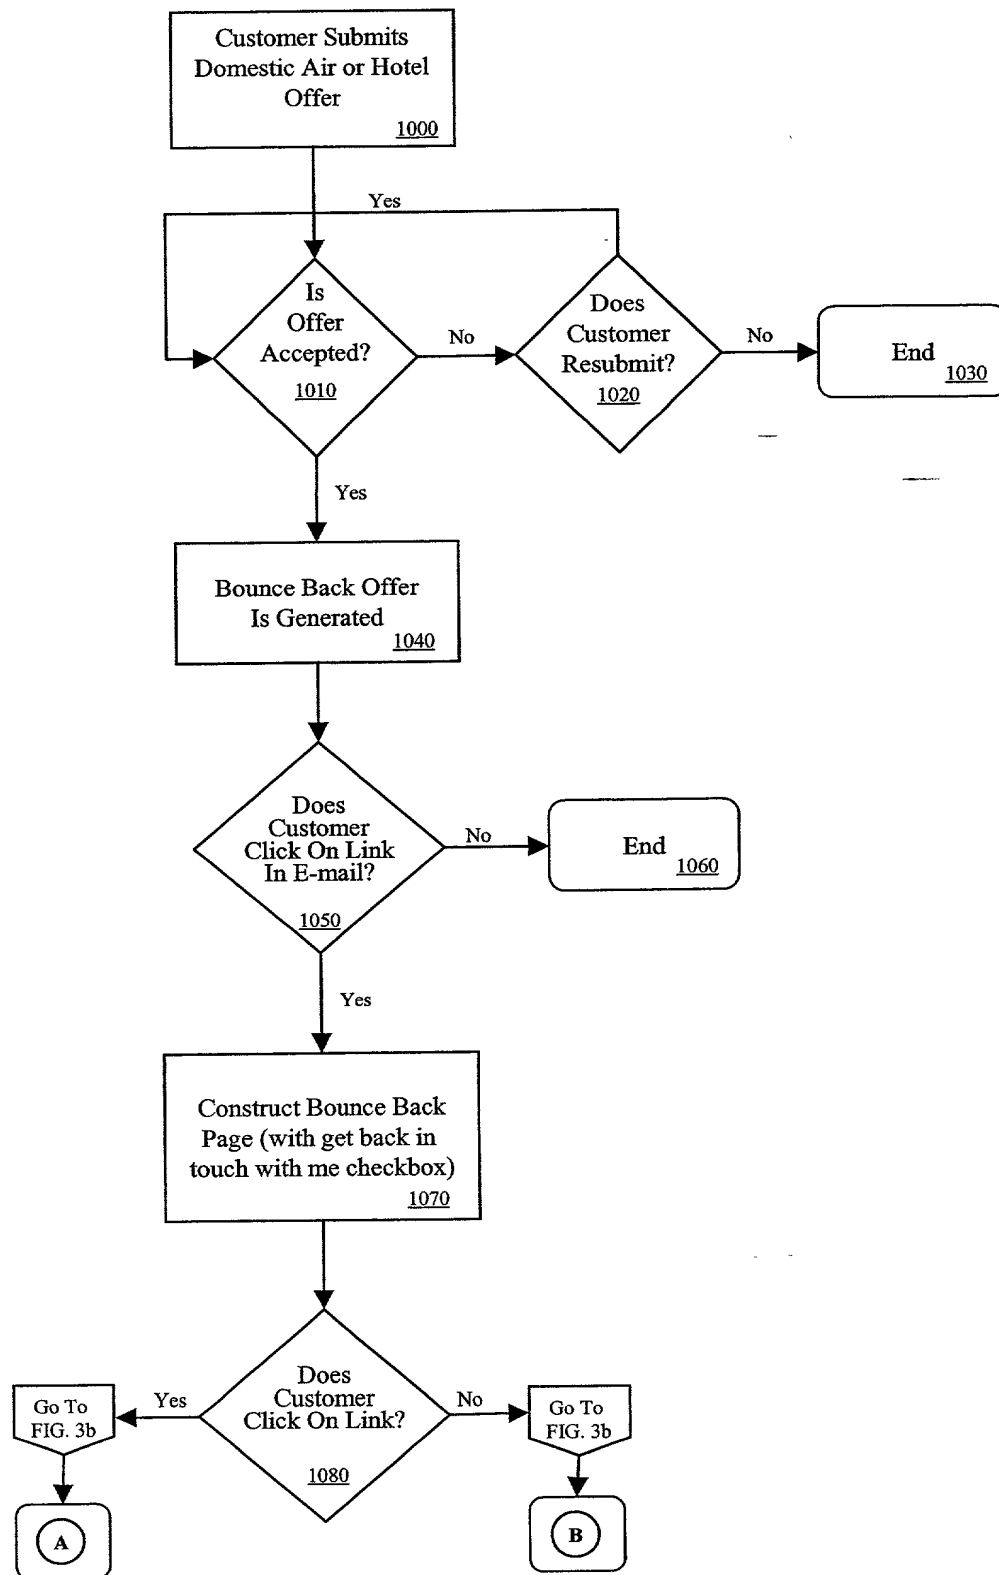 Customer Submits
Domestic Air or Hotel
Offer
1000
Yes
Is
Offer
Accepted?
1010
No
Does
Customer
Resubmit?
1020
No
End
1030
Yes
Bounce Back Offer
Is Generated
1040
Does
Customer
Click On Link
In E-mail?
1050
No
End
1060
Yes
Construct Bounce Back
Page (with get back in
touch with me checkbox)
1070
Does
Customer
Click On Link?
1080
Yes
Go To
FIG. 3b
A
No
Go To
FIG. 3b
B